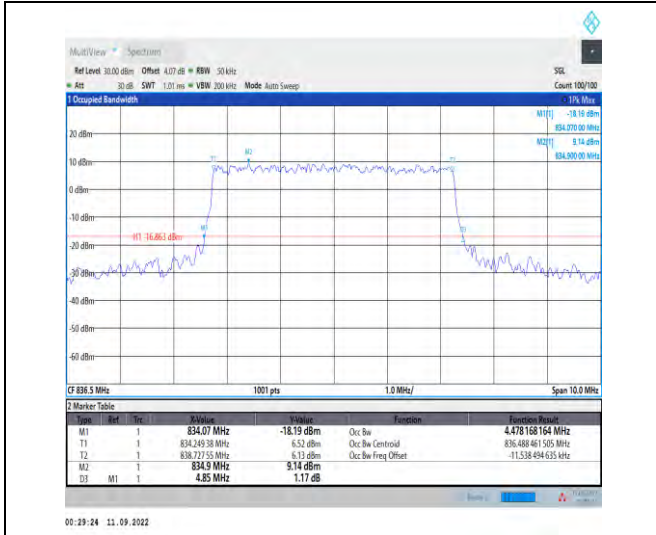 MultiView Spectrum
Ref Level 30.00 dBm Offset 4.07 dB RBW 50 kHz SGL
Att 30 dB SWT 1.01 ms VBW 200 kHz Mode Auto Sweep Count 100/100
1 Occupied Bandwidth 1Pk Max
M1[1] -18.19 dBm
834.070 00 MHz
M2[1] 9.14 dBm
834.900 00 MHz
20 dBm
10 dBm
T1 M2 T2
0 dBm
-10 dBm
M1
H1 -16.863 dBm
-20 dBm
-30 dBm
-40 dBm
-50 dBm
-60 dBm
CF 836.5 MHz 1001 pts 1.0 MHz/ Span 10.0 MHz
2 Marker Table
Type Ref Trc X-Value Y-Value Function Function Result
M1 1 834.07 MHz -18.19 dBm Occ Bw 4.478 168 164 MHz
T1 1 834.249 38 MHz 6.52 dBm Occ Bw Centroid 836.488 461 505 MHz
T2 1 838.727 55 MHz 6.13 dBm Occ Bw Freq Offset -11.538 494 635 kHz
M2 1 834.9 MHz 9.14 dBm
D3 M1 1 4.85 MHz 1.17 dB
00:29:24 11.09.2022